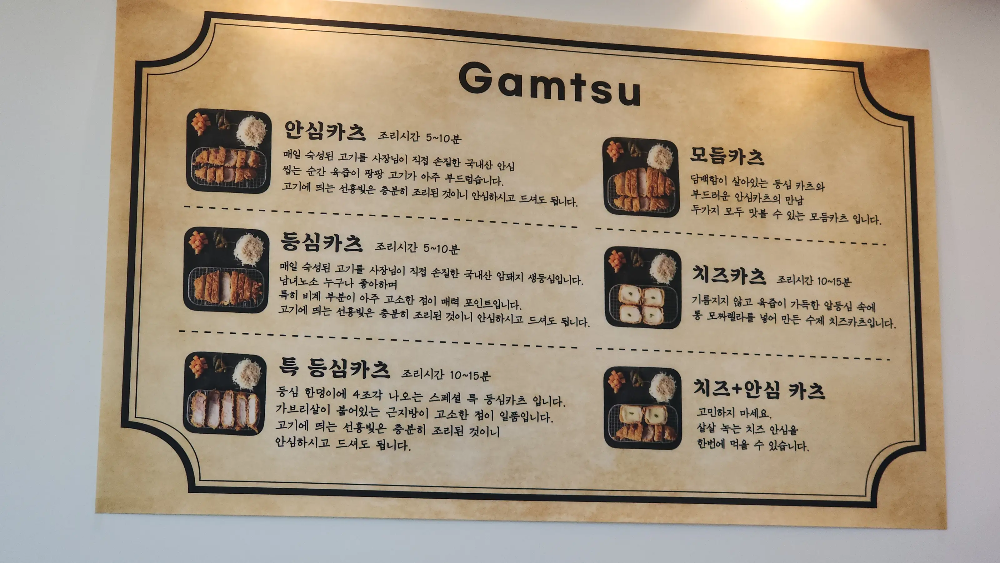 Gamtsu
안심카츠 조리시간 5~10분
매일 숙성된 고기를 사장님이 직접 손질한 국내산 안심
씹는 순간 육즙이 팡팡 고기가 아주 부드럽습니다.
고기에 띄는 선홍빛은 충분히 조리된 것이니 안심하시고 드셔도 됩니다.
등심카츠 조리시간 5~10분
매일 숙성된 고기를 사장님이 직접 손질한 국내산 암돼지 생등심입니다.
남녀노소 누구나 좋아하며
특히 비계 부분이 아주 고소한 점이 매력 포인트입니다.
고기에 띄는 선홍빛은 충분히 조리된 것이니 안심하시고 드셔도 됩니다.
특 등심카츠 조리시간 10~15분
등심 한덩이에 4조각 나오는 스페셜 특 등심카츠 입니다.
가브리살이 붙어있는 근지방이 고소한 점이 일품입니다.
고기에 띄는 선홍빛은 충분히 조리된 것이니
안심하시고 드셔도 됩니다.
모듬카츠
담백함이 살아있는 등심 카츠와
부드러운 안심카츠의 만남
두가지 모두 맛볼 수 있는 모듬카츠 입니다.
치즈카츠 조리시간 10~15분
기름지지 않고 육즙이 가득한 앞등심 속에
통 모짜렐라를 넣어 만든 수제 치즈카츠입니다.
치즈+안심 카츠
고민하지 마세요.
살살 녹는 치즈 안심을
한번에 먹을 수 있습니다.